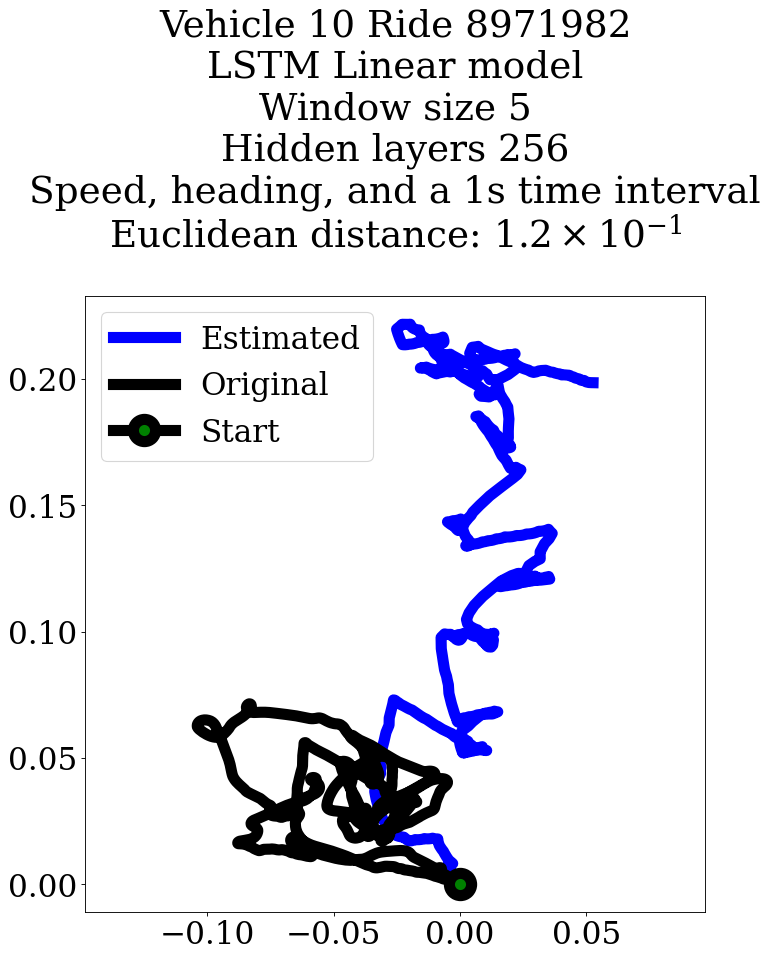 Vehicle 10 Ride 8971982
LSTM Linear model
Window size 5
Hidden layers 256
Speed, heading, and a 1s time interval
Euclidean distance: 1.2 × 10⁻¹
Estimated
Original
Start
0.20
0.15
0.10
0.05
0.00
−0.10 −0.05 0.00 0.05